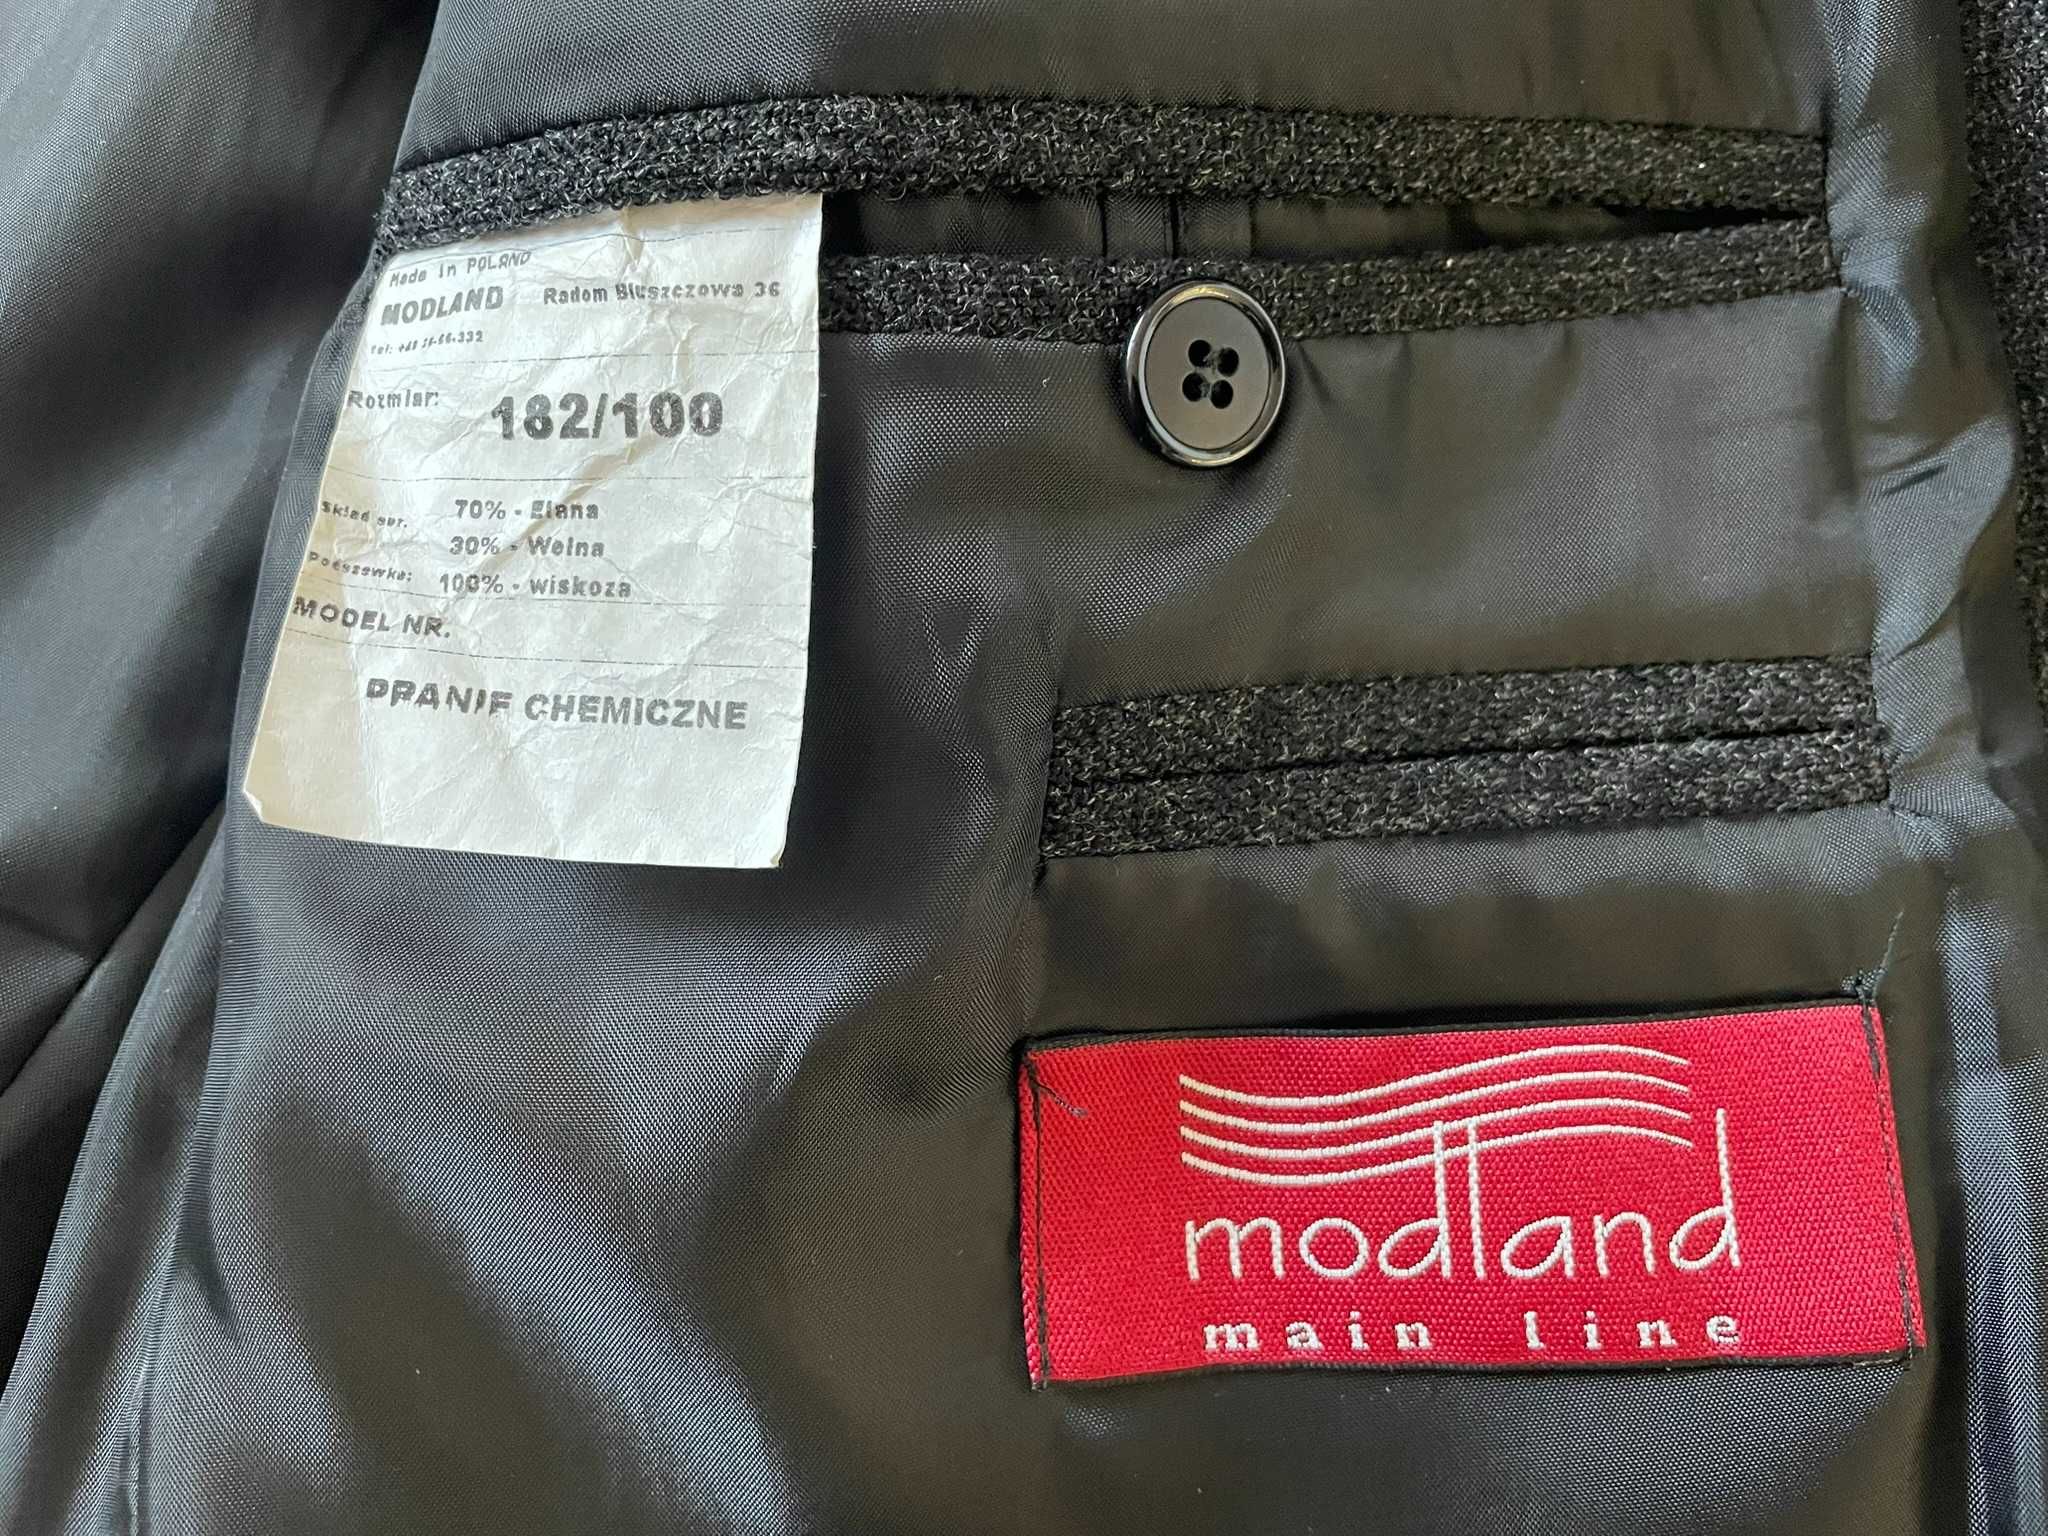 Made in POLAND
MODLAND Radom Bluszczowa 36
Rozmiar: 182/100
Skład sur. 70% - Elana
30% - Wełna
Podszewka: 100% - wiskoza
MODEL NR.
PRANIE CHEMICZNE
modland
main line